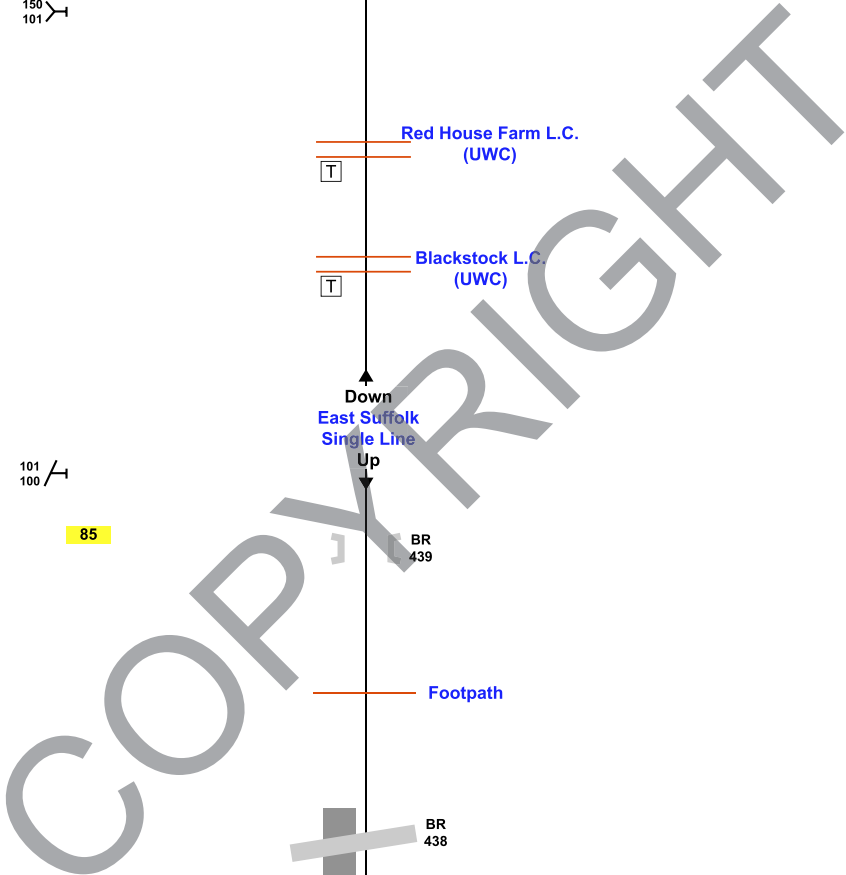 150
101
Red House Farm L.C.
(UWC)
T
Blackstock L.C.
(UWC)
T
Down
East Suffolk
Single Line
Up
101
100
85
BR
439
Footpath
BR
438
COPYRIGHT